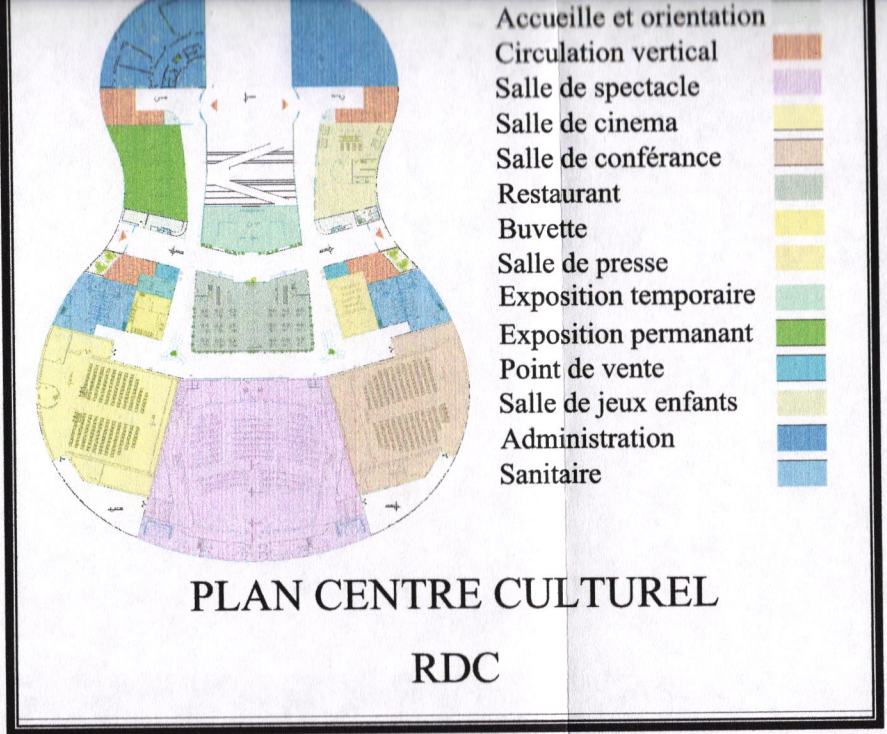 Accueille et orientation
Circulation vertical
Salle de spectacle
Salle de cinema
Salle de conférance
Restaurant
Buvette
Salle de presse
Exposition temporaire
Exposition permanant
Point de vente
Salle de jeux enfants
Administration
Sanitaire
PLAN CENTRE CULTUREL
RDC